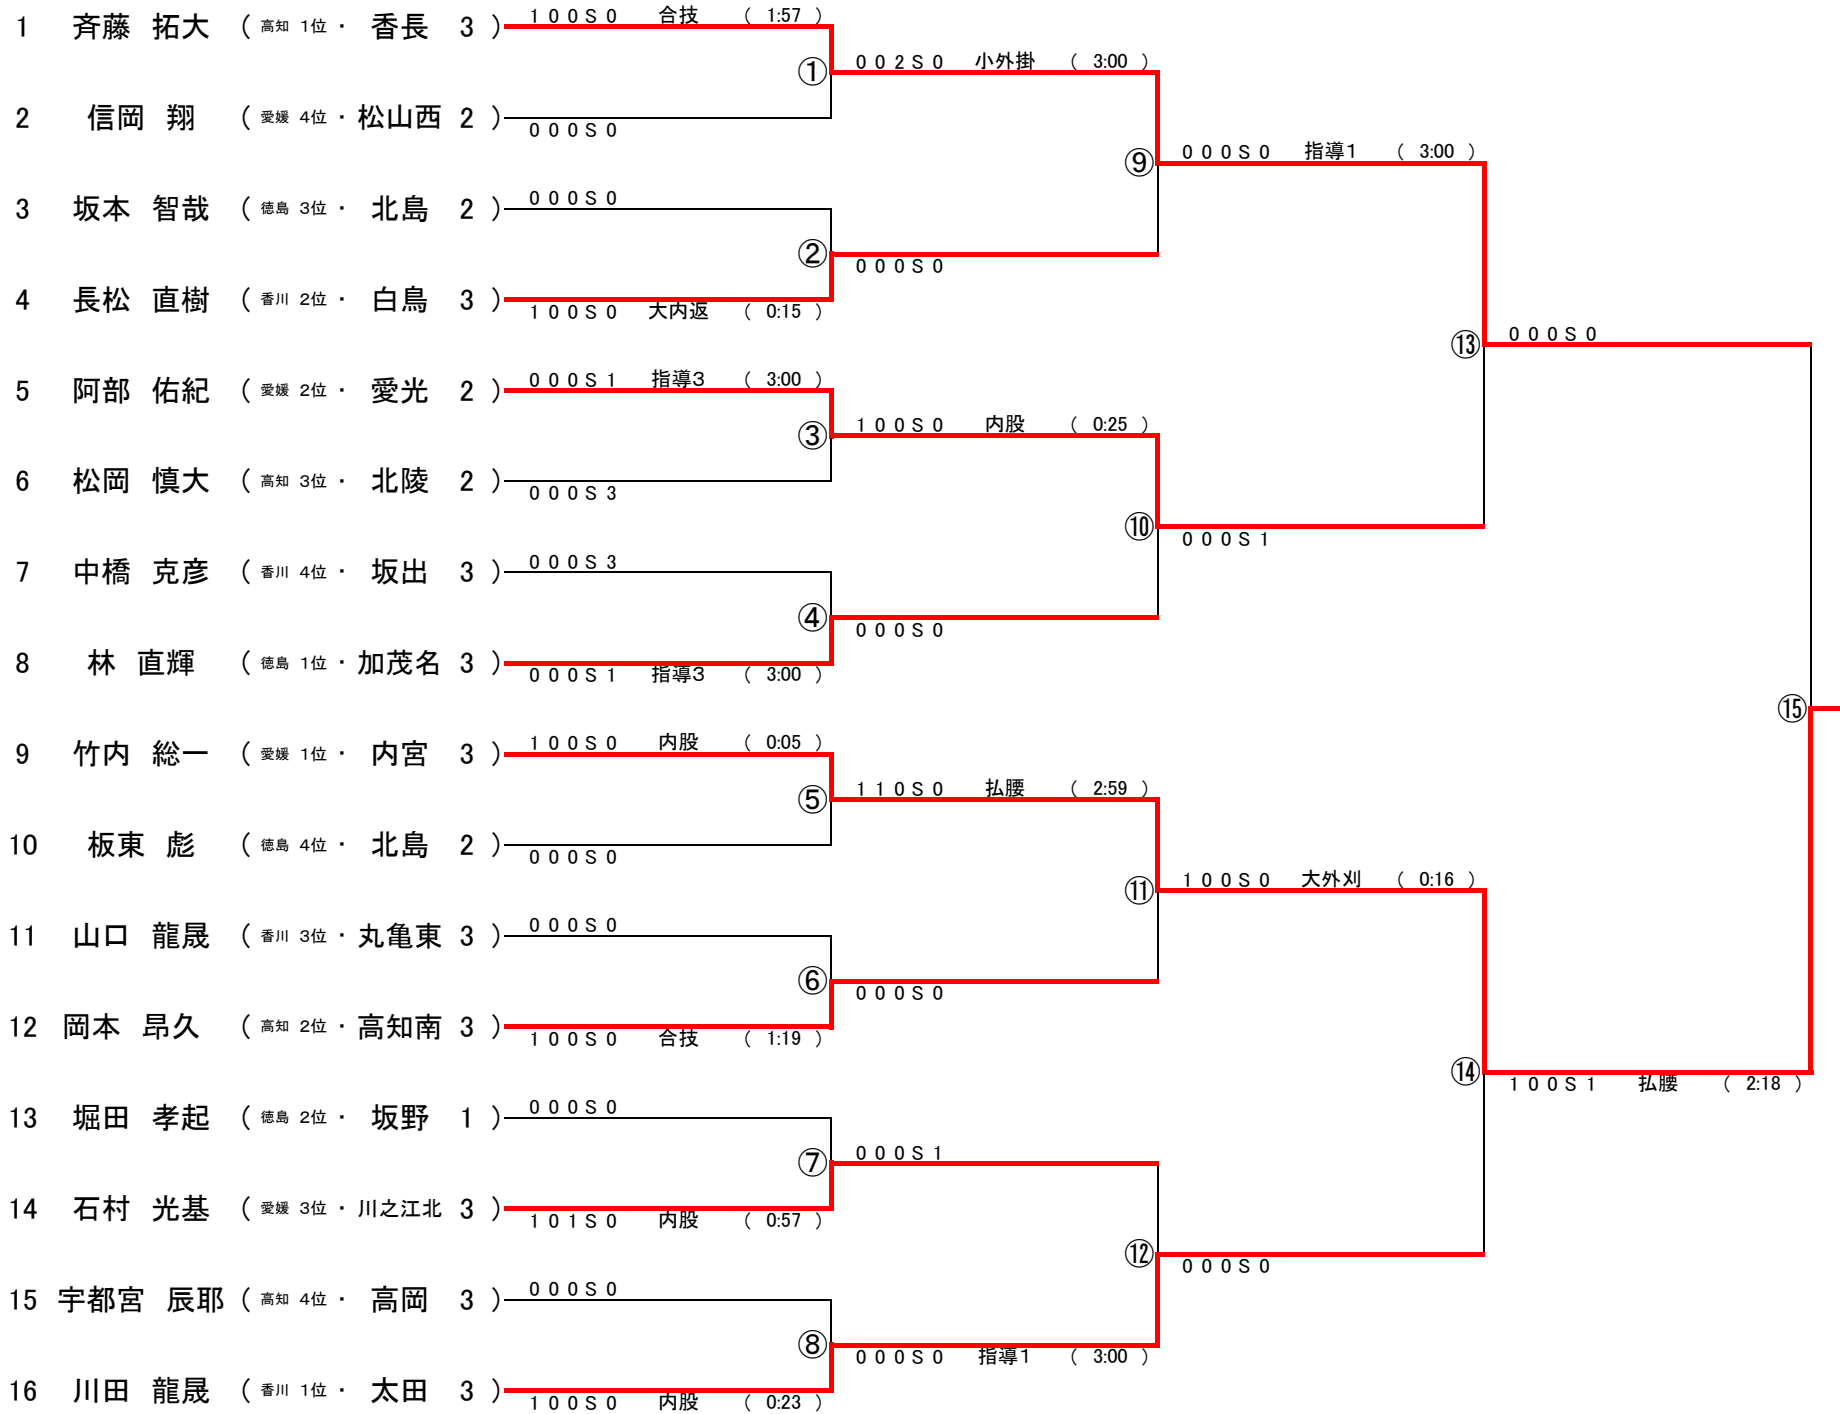 1 斉藤 拓大 ( 高知 1位 ・ 香長 3 ) 1 0 0 S 0 合技 ( 1:57 )
① 0 0 2 S 0 小外掛 ( 3:00 )
2 信岡 翔 ( 愛媛 4位 ・ 松山西 2 ) 0 0 0 S 0
⑨ 0 0 0 S 0 指導1 ( 3:00 )
3 坂本 智哉 ( 徳島 3位 ・ 北島 2 ) 0 0 0 S 0
② 0 0 0 S 0
4 長松 直樹 ( 香川 2位 ・ 白鳥 3 ) 1 0 0 S 0 大内返 ( 0:15 )
⑬ 0 0 0 S 0
5 阿部 佑紀 ( 愛媛 2位 ・ 愛光 2 ) 0 0 0 S 1 指導3 ( 3:00 )
③ 1 0 0 S 0 内股 ( 0:25 )
6 松岡 慎大 ( 高知 3位 ・ 北陵 2 ) 0 0 0 S 3
⑩ 0 0 0 S 1
7 中橋 克彦 ( 香川 4位 ・ 坂出 3 ) 0 0 0 S 3
④ 0 0 0 S 0
8 林 直輝 ( 徳島 1位 ・ 加茂名 3 ) 0 0 0 S 1 指導3 ( 3:00 )
⑮
9 竹内 総一 ( 愛媛 1位 ・ 内宮 3 ) 1 0 0 S 0 内股 ( 0:05 )
⑤ 1 1 0 S 0 払腰 ( 2:59 )
10 板東 彪 ( 徳島 4位 ・ 北島 2 ) 0 0 0 S 0
⑪ 1 0 0 S 0 大外刈 ( 0:16 )
11 山口 龍晟 ( 香川 3位 ・ 丸亀東 3 ) 0 0 0 S 0
⑥ 0 0 0 S 0
12 岡本 昂久 ( 高知 2位 ・ 高知南 3 ) 1 0 0 S 0 合技 ( 1:19 )
⑭ 1 0 0 S 1 払腰 ( 2:18 )
13 堀田 孝起 ( 徳島 2位 ・ 坂野 1 ) 0 0 0 S 0
⑦ 0 0 0 S 1
14 石村 光基 ( 愛媛 3位 ・ 川之江北 3 ) 1 0 1 S 0 内股 ( 0:57 )
⑫ 0 0 0 S 0
15 宇都宮 辰耶 ( 高知 4位 ・ 高岡 3 ) 0 0 0 S 0
⑧ 0 0 0 S 0 指導1 ( 3:00 )
16 川田 龍晟 ( 香川 1位 ・ 太田 3 ) 1 0 0 S 0 内股 ( 0:23 )